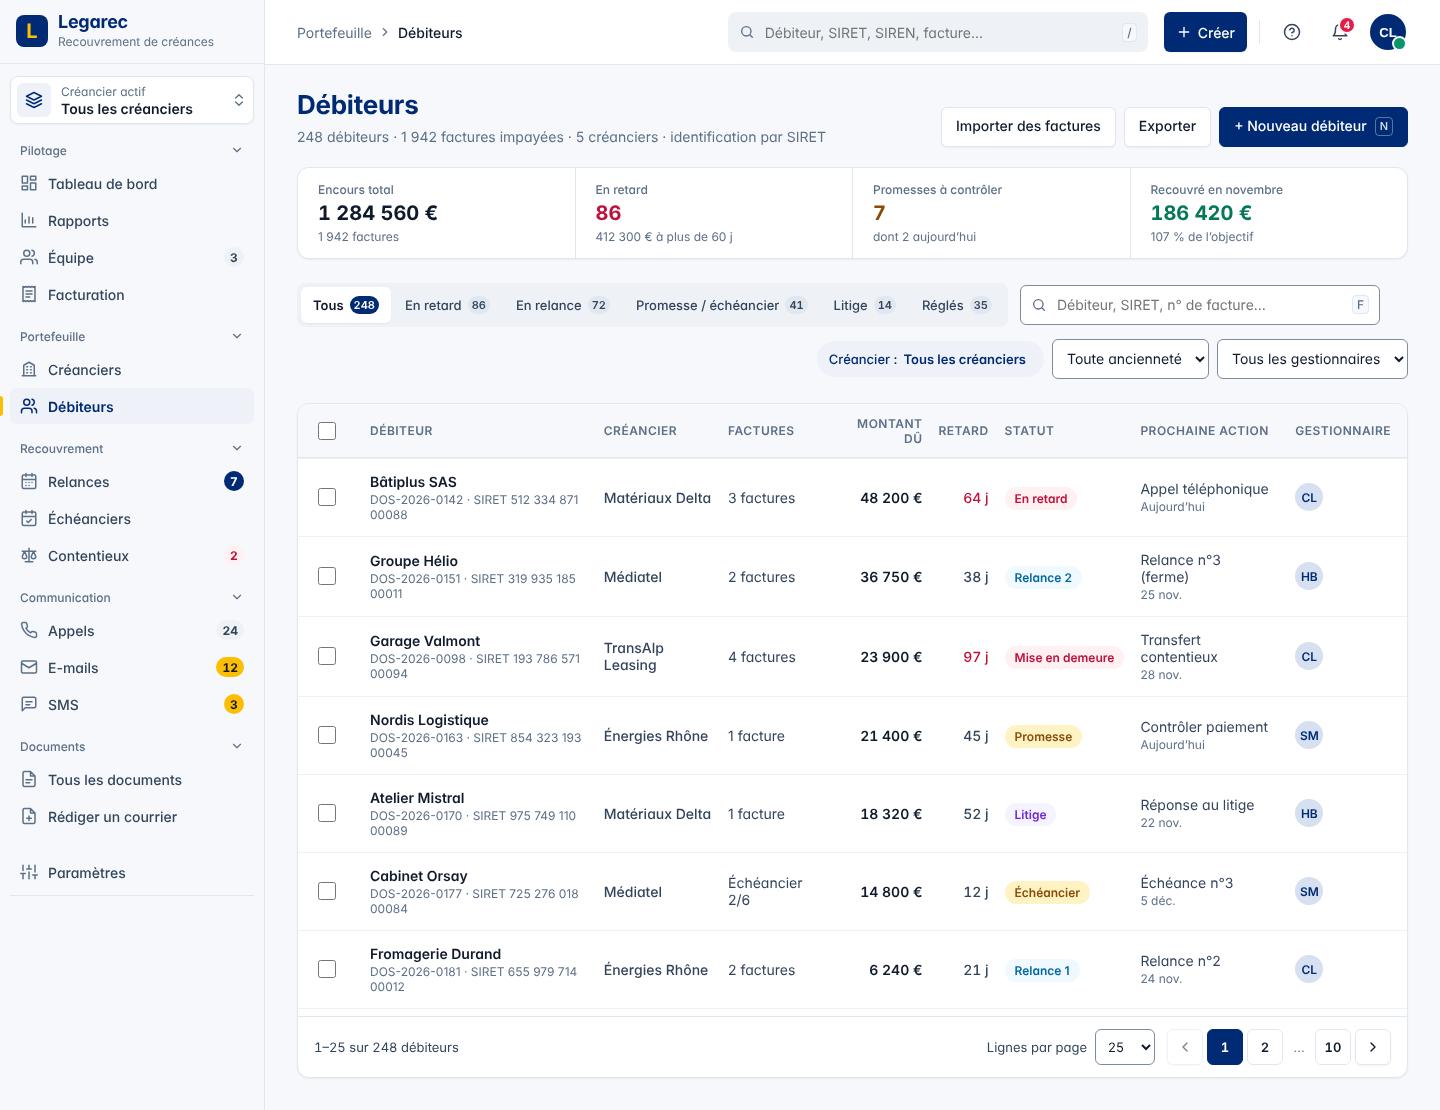 L
Legarec
Recouvrement de créances
Créancier actif
Tous les créanciers
Pilotage
Tableau de bord
Rapports
Équipe 3
Facturation
Portefeuille
Créanciers
Débiteurs
Recouvrement
Relances 7
Échéanciers
Contentieux 2
Communication
Appels 24
E-mails 12
SMS 3
Documents
Tous les documents
Rédiger un courrier
Paramètres
Portefeuille > Débiteurs
Débiteur, SIRET, SIREN, facture... /
+ Créer
4
CL
Débiteurs
248 débiteurs · 1 942 factures impayées · 5 créanciers · identification par SIRET
Importer des factures
Exporter
+ Nouveau débiteur N
Encours total
1 284 560 €
1 942 factures
En retard
86
412 300 € à plus de 60 j
Promesses à contrôler
7
dont 2 aujourd’hui
Recouvré en novembre
186 420 €
107 % de l’objectif
Tous 248 En retard 86 En relance 72 Promesse / échéancier 41 Litige 14 Réglés 35
Débiteur, SIRET, n° de facture... F
Créancier : Tous les créanciers
Toute ancienneté
Tous les gestionnaires
DÉBITEUR CRÉANCIER FACTURES MONTANT DÛ RETARD STATUT PROCHAINE ACTION GESTIONNAIRE
Bâtiplus SAS
DOS-2026-0142 · SIRET 512 334 871
00088
Matériaux Delta
3 factures
48 200 €
64 j
En retard
Appel téléphonique
Aujourd’hui
CL
Groupe Hélio
DOS-2026-0151 · SIRET 319 935 185
00011
Médiatel
2 factures
36 750 €
38 j
Relance 2
Relance n°3
(ferme)
25 nov.
HB
Garage Valmont
DOS-2026-0098 · SIRET 193 786 571
00094
TransAlp
Leasing
4 factures
23 900 €
97 j
Mise en demeure
Transfert
contentieux
28 nov.
CL
Nordis Logistique
DOS-2026-0163 · SIRET 854 323 193
00045
Énergies Rhône
1 facture
21 400 €
45 j
Promesse
Contrôler paiement
Aujourd’hui
SM
Atelier Mistral
DOS-2026-0170 · SIRET 975 749 110
00089
Matériaux Delta
1 facture
18 320 €
52 j
Litige
Réponse au litige
22 nov.
HB
Cabinet Orsay
DOS-2026-0177 · SIRET 725 276 018
00084
Médiatel
Échéancier
2/6
14 800 €
12 j
Échéancier
Échéance n°3
5 déc.
SM
Fromagerie Durand
DOS-2026-0181 · SIRET 655 979 714
00012
Énergies Rhône
2 factures
6 240 €
21 j
Relance 1
Relance n°2
24 nov.
CL
1–25 sur 248 débiteurs
Lignes par page 25
1 2 ... 10